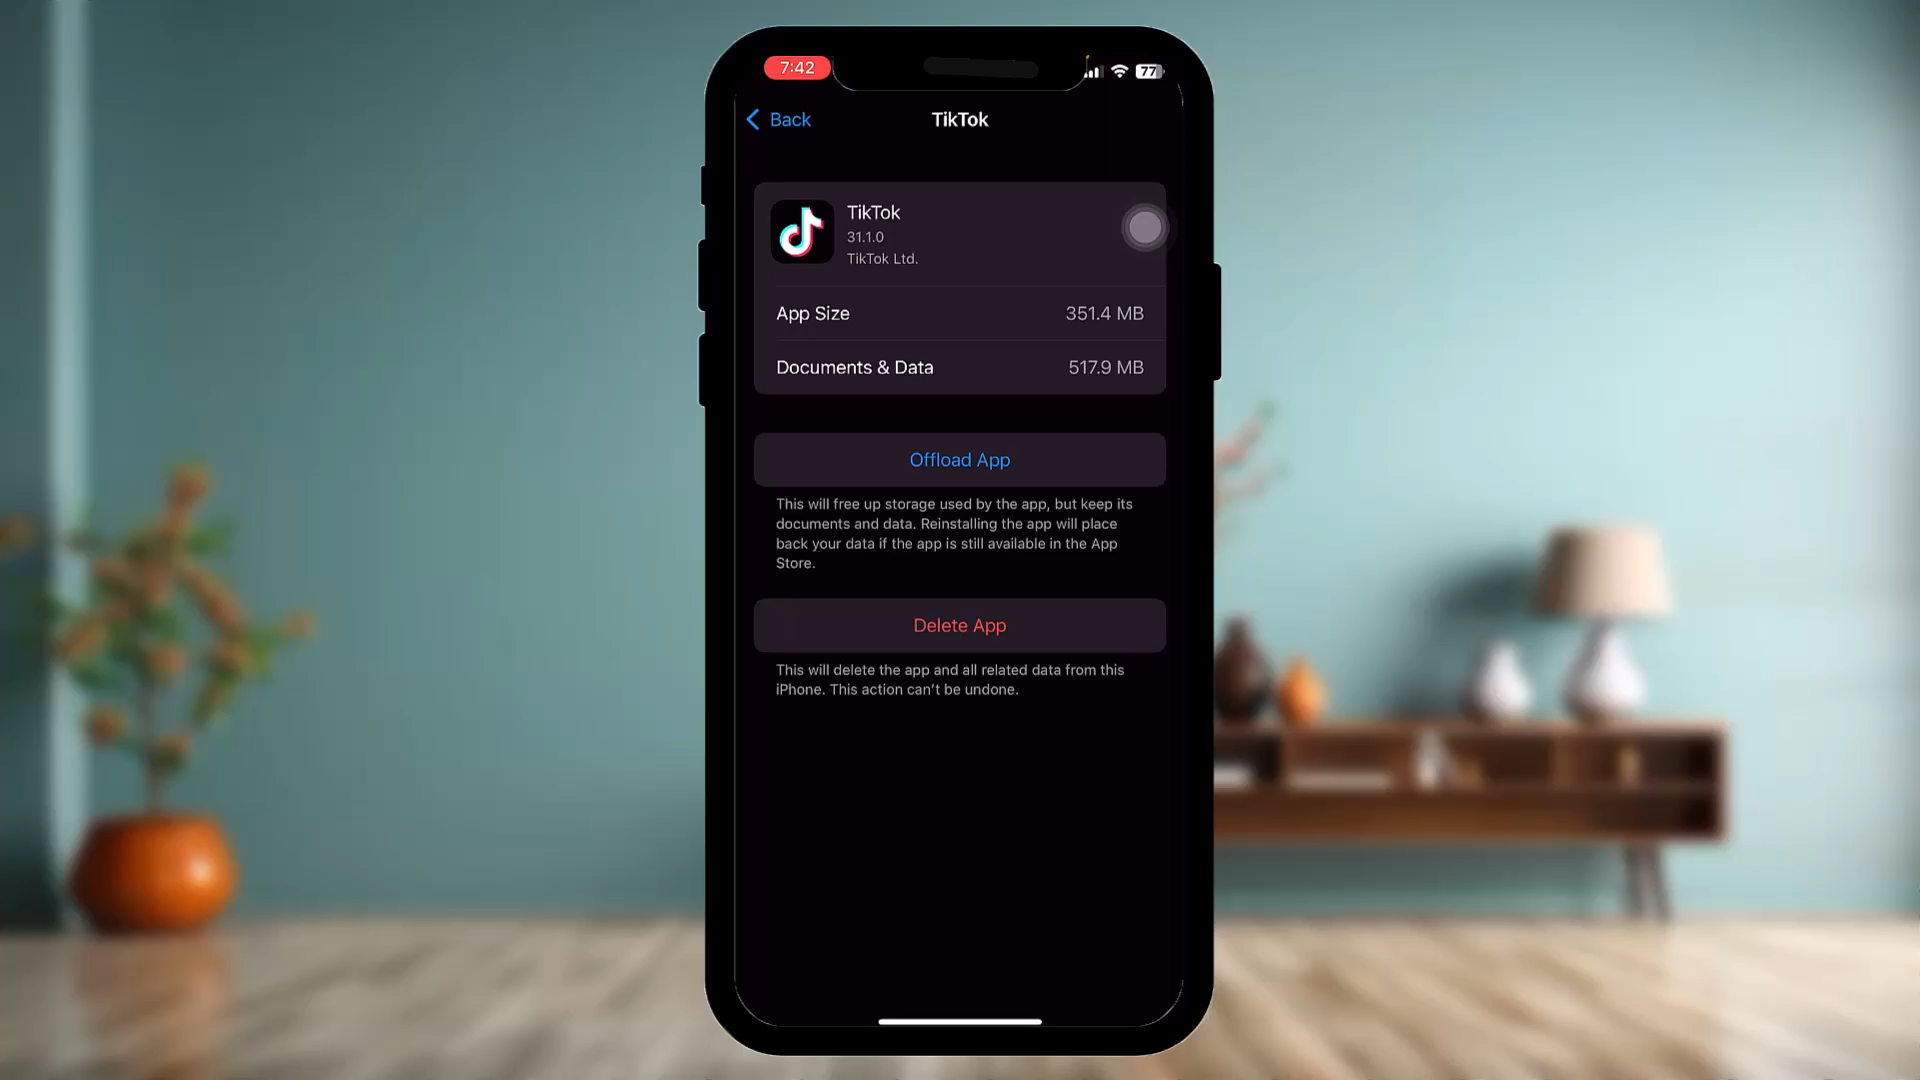 7:42
77
Back
TikTok
TikTok
31.1.0
TikTok Ltd.
App Size
351.4 MB
Documents & Data
517.9 MB
Offload App
This will free up storage used by the app, but keep its
documents and data. Reinstalling the app will place
back your data if the app is still available in the App
Store.
Delete App
This will delete the app and all related data from this
iPhone. This action can't be undone.